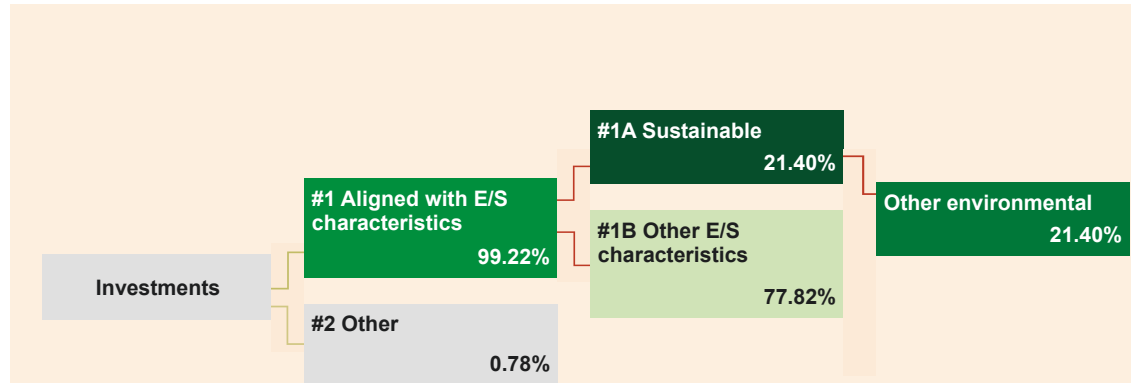 #1A Sustainable
21.40%
#1 Aligned with E/S
characteristics
99.22%
Other environmental
21.40%
#1B Other E/S
characteristics
77.82%
Investments
#2 Other
0.78%